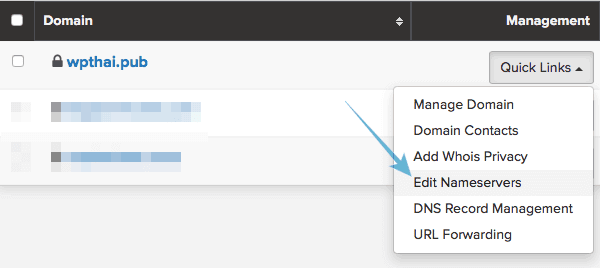 Domain Management
wpthai.pub Quick Links
Manage Domain
Domain Contacts
Add Whois Privacy
Edit Nameservers
DNS Record Management
URL Forwarding